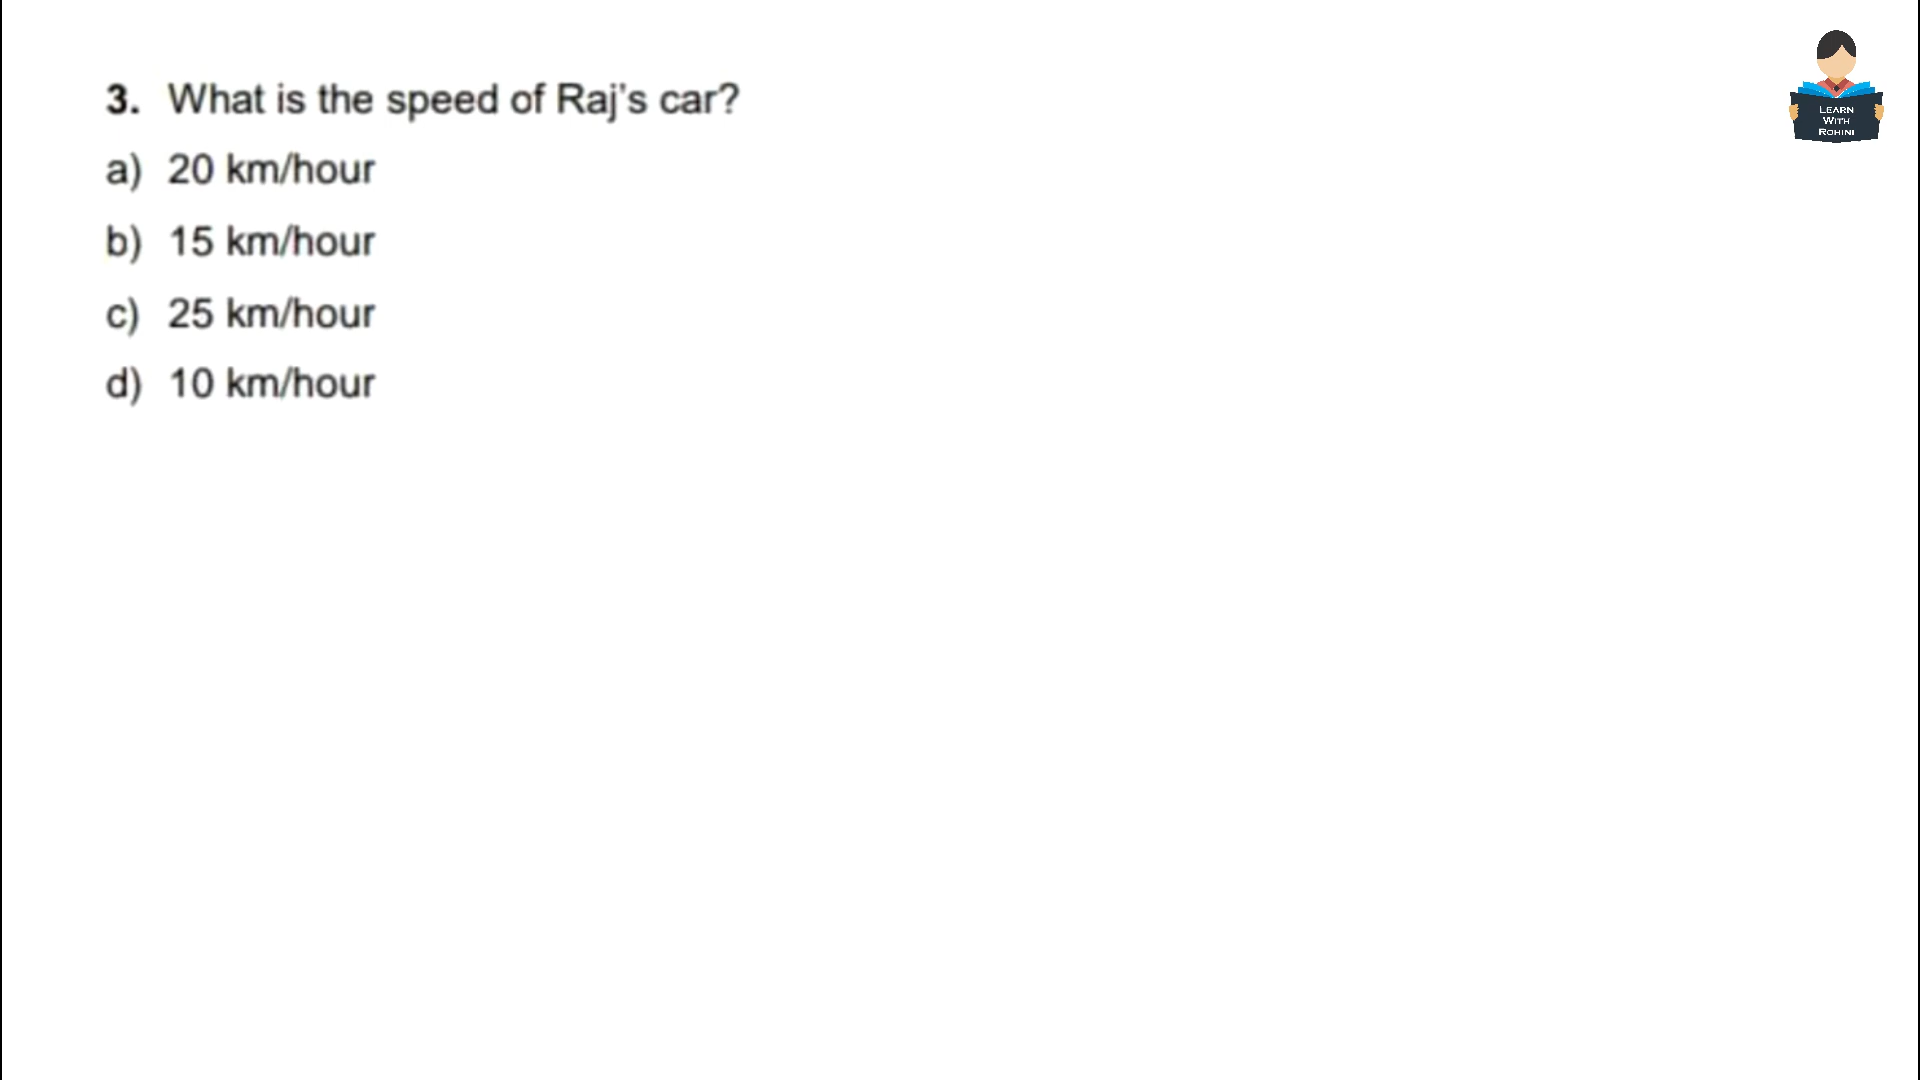 3. What is the speed of Raj's car?
a) 20 km/hour
b) 15 km/hour
c) 25 km/hour
d) 10 km/hour
LEARN
WITH
ROHINI